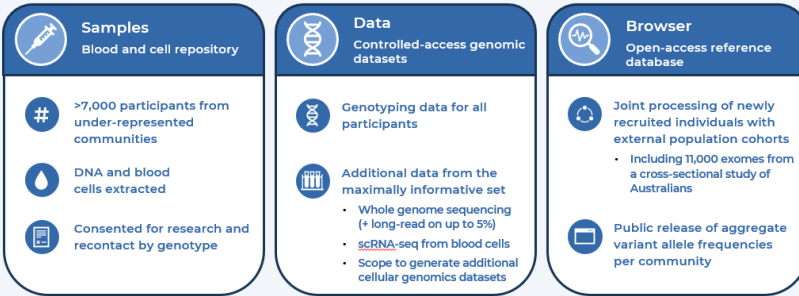 Samples
Blood and cell repository
#
>7,000 participants from
under-represented
communities
DNA and blood
cells extracted
Consented for research and
recontact by genotype
Data
Controlled-access genomic
datasets
Genotyping data for all
participants
Additional data from the
maximally informative set
• Whole genome sequencing
(+ long-read on up to 5%)
• scRNA-seq from blood cells
• Scope to generate additional
cellular genomics datasets
Browser
Open-access reference
database
Joint processing of newly
recruited individuals with
external population cohorts
• Including 11,000 exomes from
a cross-sectional study of
Australians
Public release of aggregate
variant allele frequencies
per community